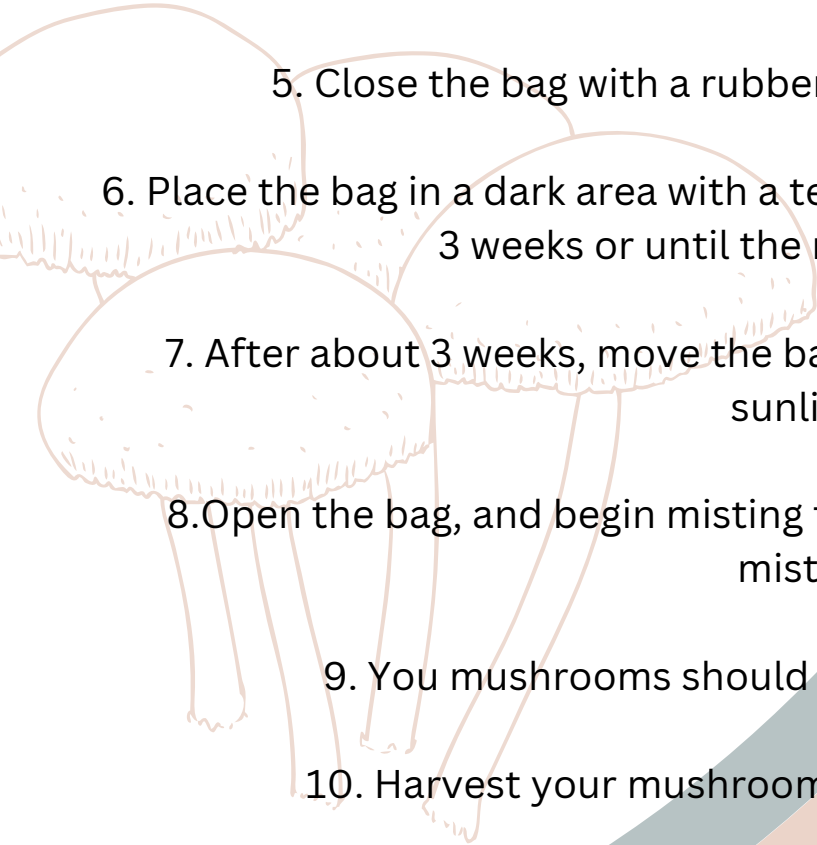 5. Close the bag with a rubber
6. Place the bag in a dark area with a te
3 weeks or until the
7. After about 3 weeks, move the ba
sunli
8.Open the bag, and begin misting
mist
9. You mushrooms should
10. Harvest your mushroom